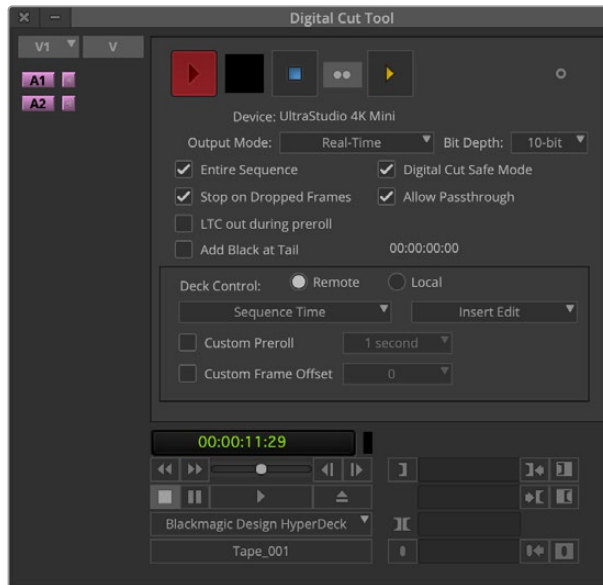 Digital Cut Tool
V1 V
A1
A2
Device: UltraStudio 4K Mini
Output Mode: Real-Time Bit Depth: 10-bit
Entire Sequence Digital Cut Safe Mode
Stop on Dropped Frames Allow Passthrough
LTC out during preroll
Add Black at Tail 00:00:00:00
Deck Control: Remote Local
Sequence Time Insert Edit
Custom Preroll 1 second
Custom Frame Offset 0
00:00:11:29
Blackmagic Design HyperDeck
Tape_001